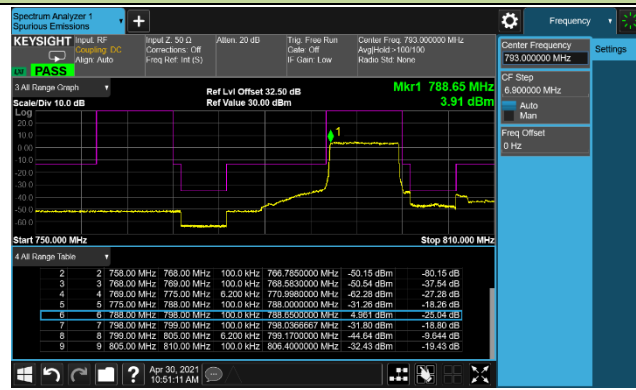 Spectrum Analyzer 1
Spurious Emissions
Frequency
KEYSIGHT
Input: RF
Coupling: DC
Align: Auto
Input Z: 50 Ω
Corrections: Off
Freq Ref: Int (S)
Atten: 20 dB
Trig: Free Run
Gate: Off
IF Gain: Low
Center Freq: 793.000000 MHz
Avg|Hold:>100/100
Radio Std: None
PASS
Center Frequency
793.000000 MHz
Settings
CF Step
6.900000 MHz
Auto
Man
Freq Offset
0 Hz
3 All Range Graph
Scale/Div 10.0 dB
Ref Lvl Offset 32.50 dB
Ref Value 30.00 dBm
Mkr1 788.65 MHz
3.91 dBm
Log
20.0
10.0
0.00
-10.0
-20.0
-30.0
-40.0
-50.0
-60.0
1
Start 750.000 MHz
Stop 810.000 MHz
4 All Range Table
2 2 758.00 MHz 768.00 MHz 100.0 kHz 766.7850000 MHz -50.15 dBm -80.15 dB
3 3 768.00 MHz 769.00 MHz 100.0 kHz 768.5830000 MHz -50.54 dBm -37.54 dB
4 4 769.00 MHz 775.00 MHz 6.200 kHz 770.9980000 MHz -62.28 dBm -27.28 dB
5 5 775.00 MHz 788.00 MHz 100.0 kHz 788.0000000 MHz -31.26 dBm -18.26 dB
6 6 788.00 MHz 798.00 MHz 100.0 kHz 788.6500000 MHz 4.961 dBm -25.04 dB
7 7 798.00 MHz 799.00 MHz 100.0 kHz 798.0366667 MHz -31.80 dBm -18.80 dB
8 8 799.00 MHz 805.00 MHz 6.200 kHz 799.1700000 MHz -44.64 dBm -9.644 dB
9 9 805.00 MHz 810.00 MHz 100.0 kHz 806.4000000 MHz -32.43 dBm -19.43 dB
Apr 30, 2021
10:51:11 AM